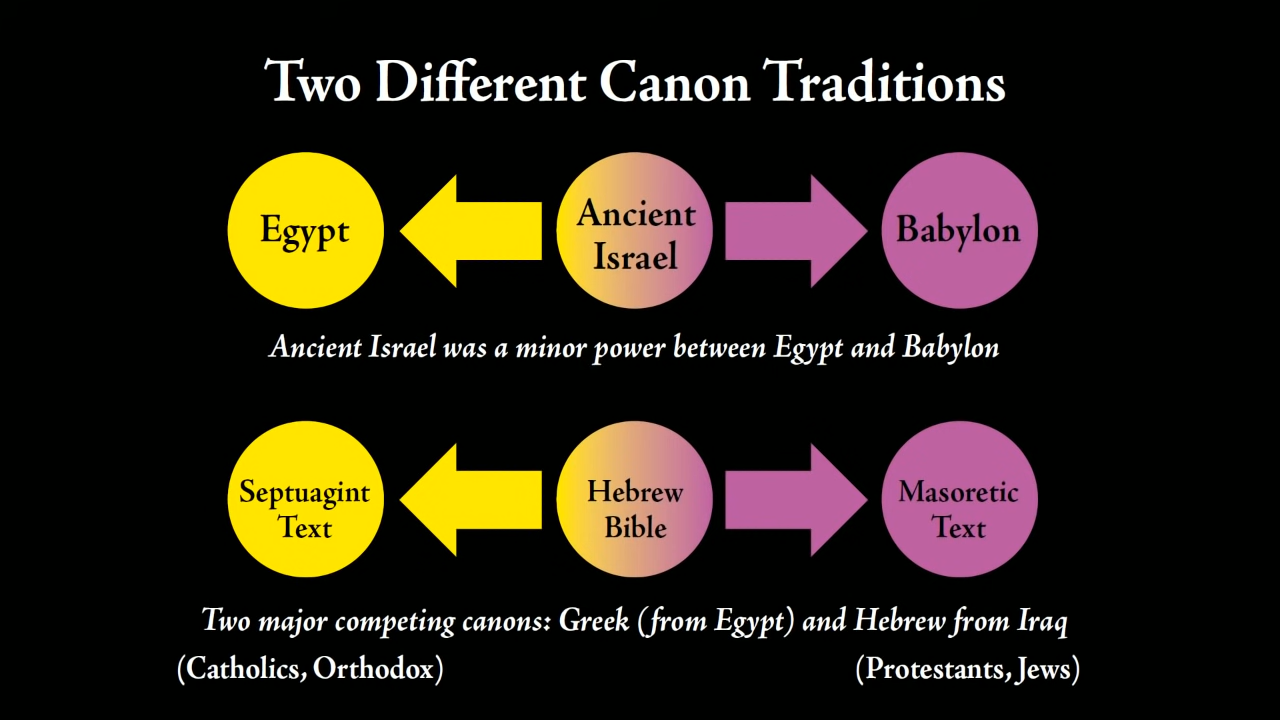 Two Different Canon Traditions
Egypt
Ancient
Israel
Babylon
Ancient Israel was a minor power between Egypt and Babylon
Septuagint
Text
Hebrew
Bible
Masoretic
Text
Two major competing canons: Greek (from Egypt) and Hebrew from Iraq
(Catholics, Orthodox)
(Protestants, Jews)